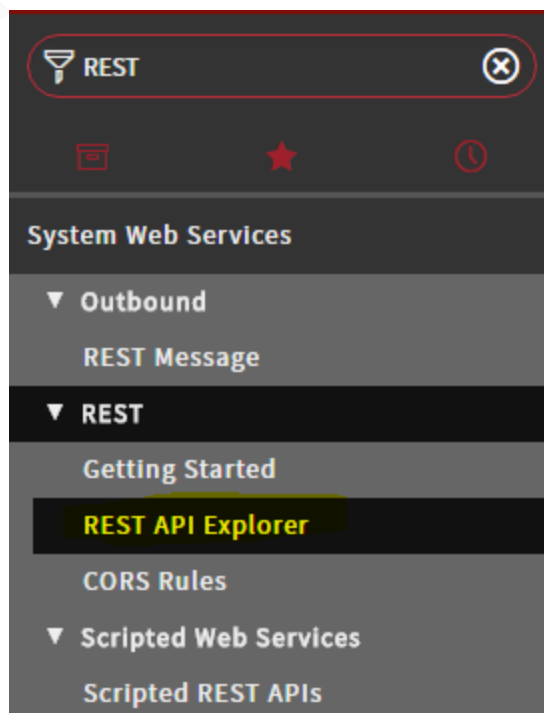 REST
System Web Services
Outbound
REST Message
REST
Getting Started
REST API Explorer
CORS Rules
Scripted Web Services
Scripted REST APIs